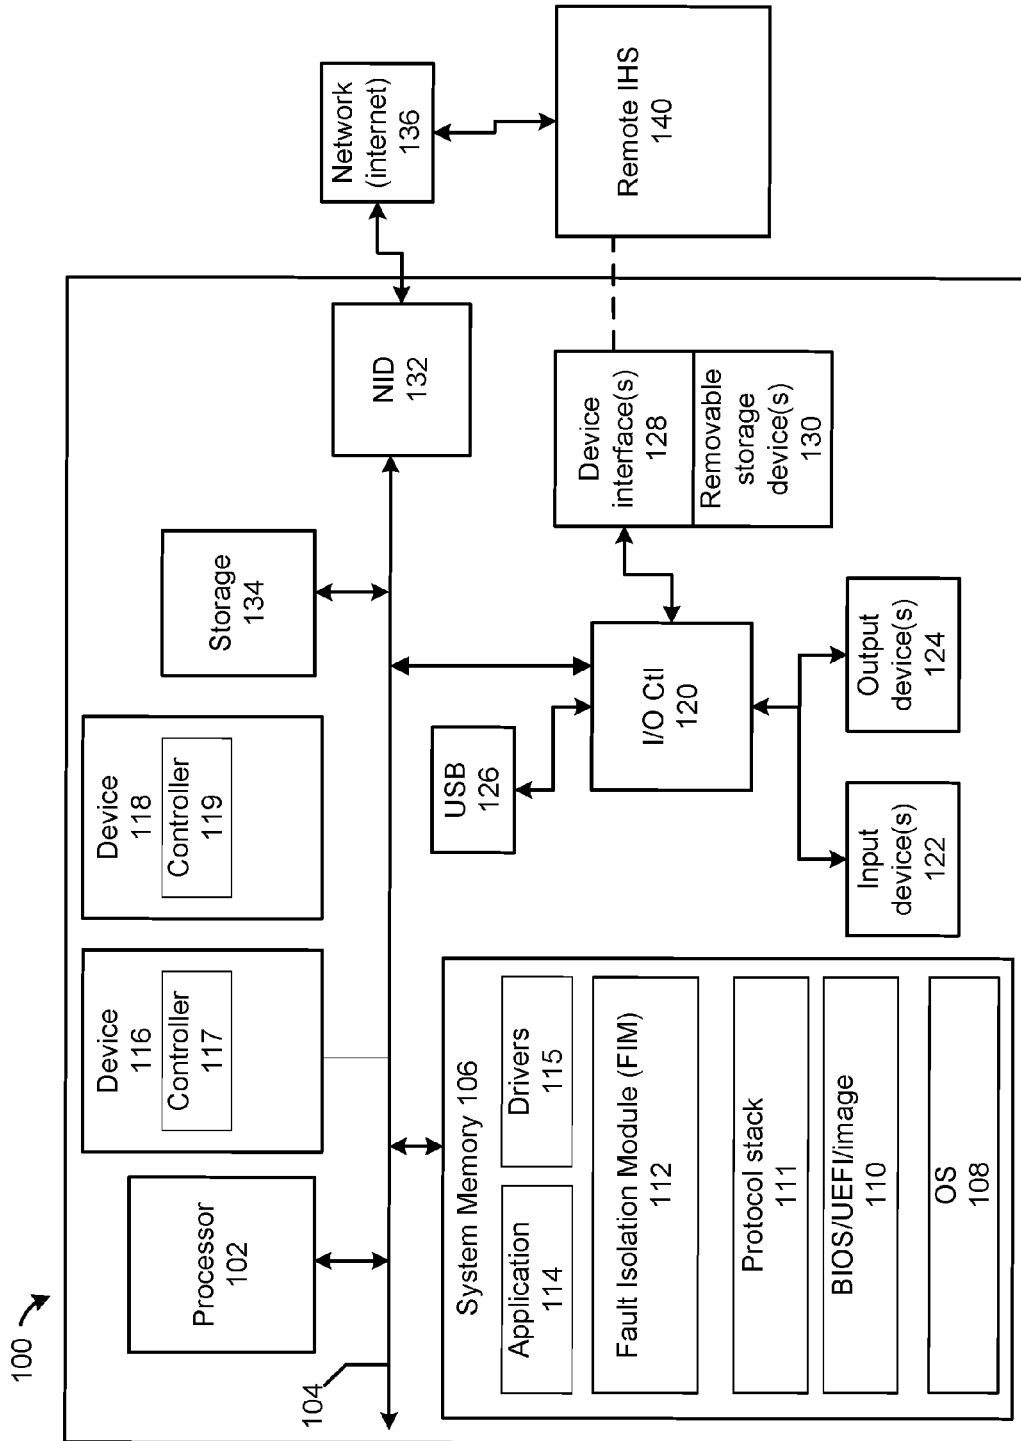 100
Processor
102
Device
116
Controller
117
Device
118
Controller
119
Storage
134
NID
132
Network
(internet)
136
104
System Memory 106
Application
114
Drivers
115
Fault Isolation Module (FIM)
112
Protocol stack
111
BIOS/UEFI/image
110
OS
108
USB
126
I/O Ctl
120
Input
device(s)
122
Output
device(s)
124
Device
interface(s)
128
Removable
storage
device(s)
130
Remote IHS
140